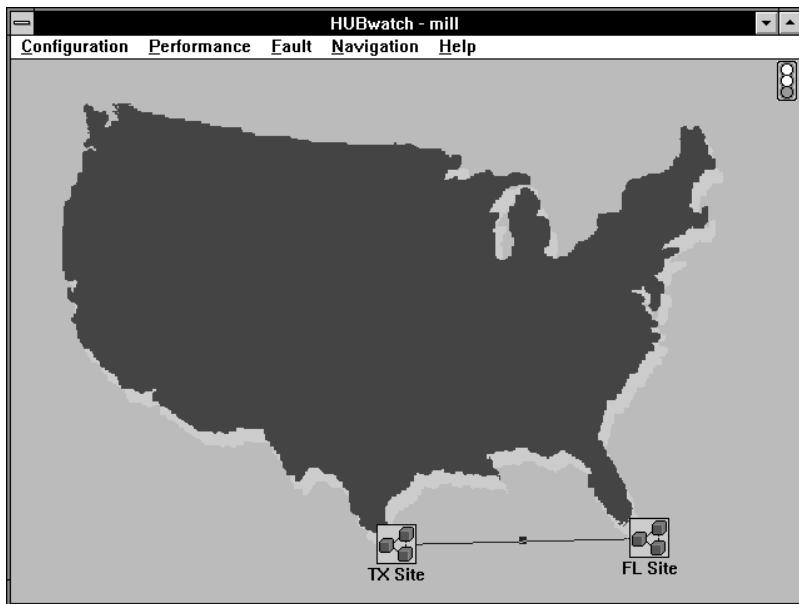 HUBwatch - mill
Configuration Performance Fault Navigation Help
TX Site
FL Site